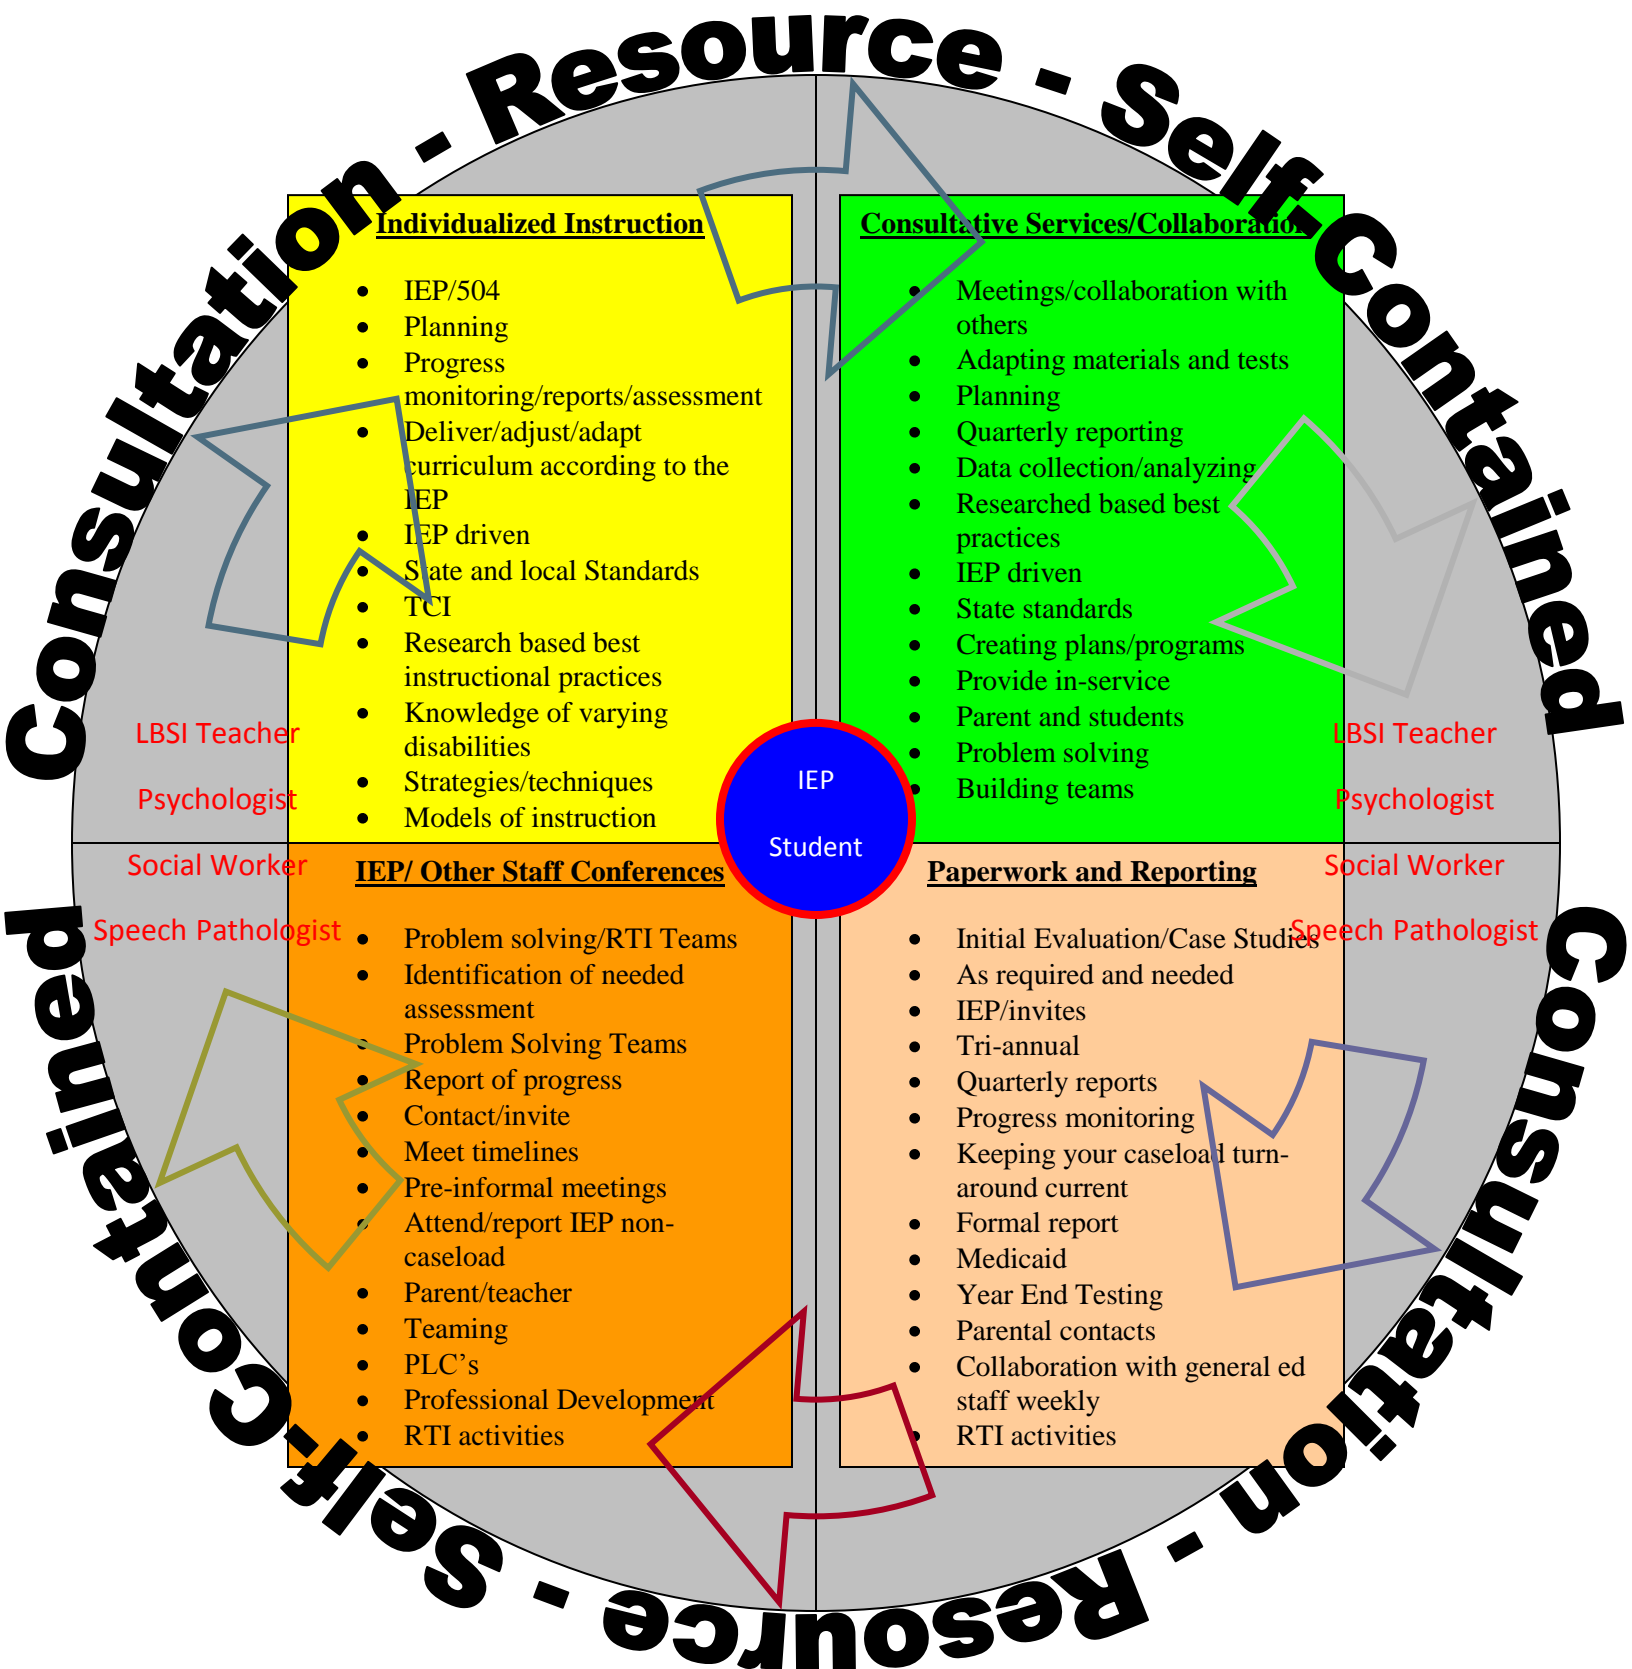 Consultation - Resource - Self-Contained
Individualized Instruction
IEP/504
Planning
Progress
monitoring/reports/assessment
Deliver/adjust/adapt
curriculum according to the
IEP
IEP driven
State and local Standards
TCI
Research based best
instructional practices
Knowledge of varying
disabilities
Strategies/techniques
Models of instruction
Consultative Services/Collaboration
Meetings/collaboration with
others
Adapting materials and tests
Planning
Quarterly reporting
Data collection/analyzing
Researched based best
practices
IEP driven
State standards
Creating plans/programs
Provide in-service
Parent and students
Problem solving
Building teams
LBSI Teacher
Psychologist
Social Worker
Speech Pathologist
IEP
Student
LBSI Teacher
Psychologist
Social Worker
Speech Pathologist
IEP/ Other Staff Conferences
Problem solving/RTI Teams
Identification of needed
assessment
Problem Solving Teams
Report of progress
Contact/invite
Meet timelines
Pre-informal meetings
Attend/report IEP non-
caseload
Parent/teacher
Teaming
PLC’s
Professional Development
RTI activities
Paperwork and Reporting
Initial Evaluation/Case Studies
As required and needed
IEP/invites
Tri-annual
Quarterly reports
Progress monitoring
Keeping your caseload turn-
around current
Formal report
Medicaid
Year End Testing
Parental contacts
Collaboration with general ed
staff weekly
RTI activities
Consultation - Resource - Self-Contained